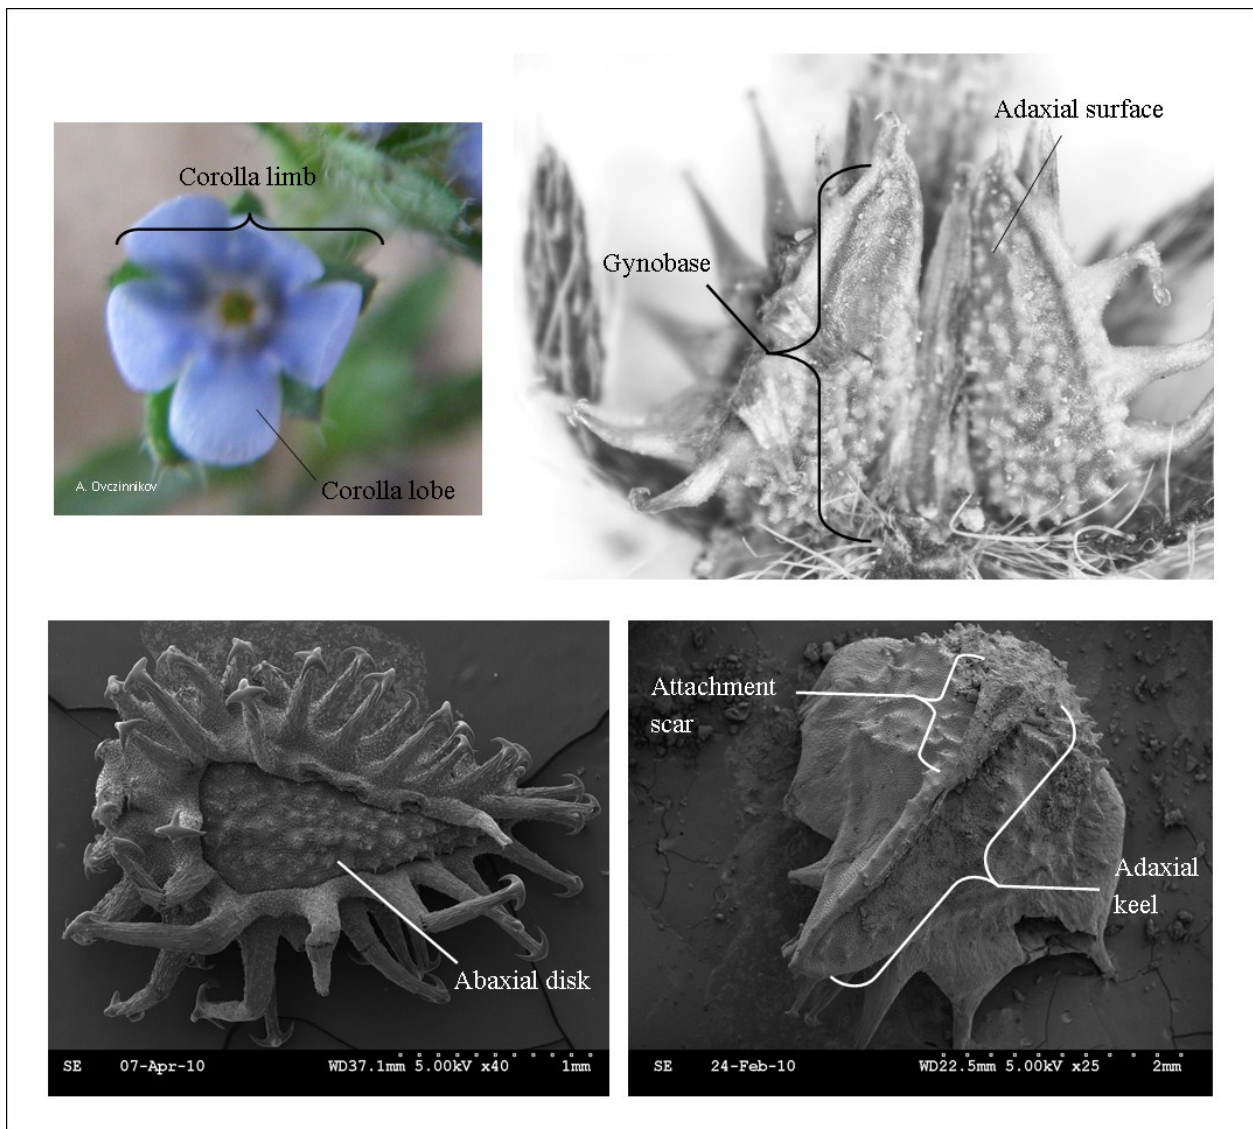 Corolla limb
Corolla lobe
A. Ovczinnikov
Adaxial surface
Gynobase
Abaxial disk
SE 07-Apr-10 WD37.1mm 5.00kV x40 1mm
Attachment
scar
Adaxial
keel
SE 24-Feb-10 WD22.5mm 5.00kV x25 2mm